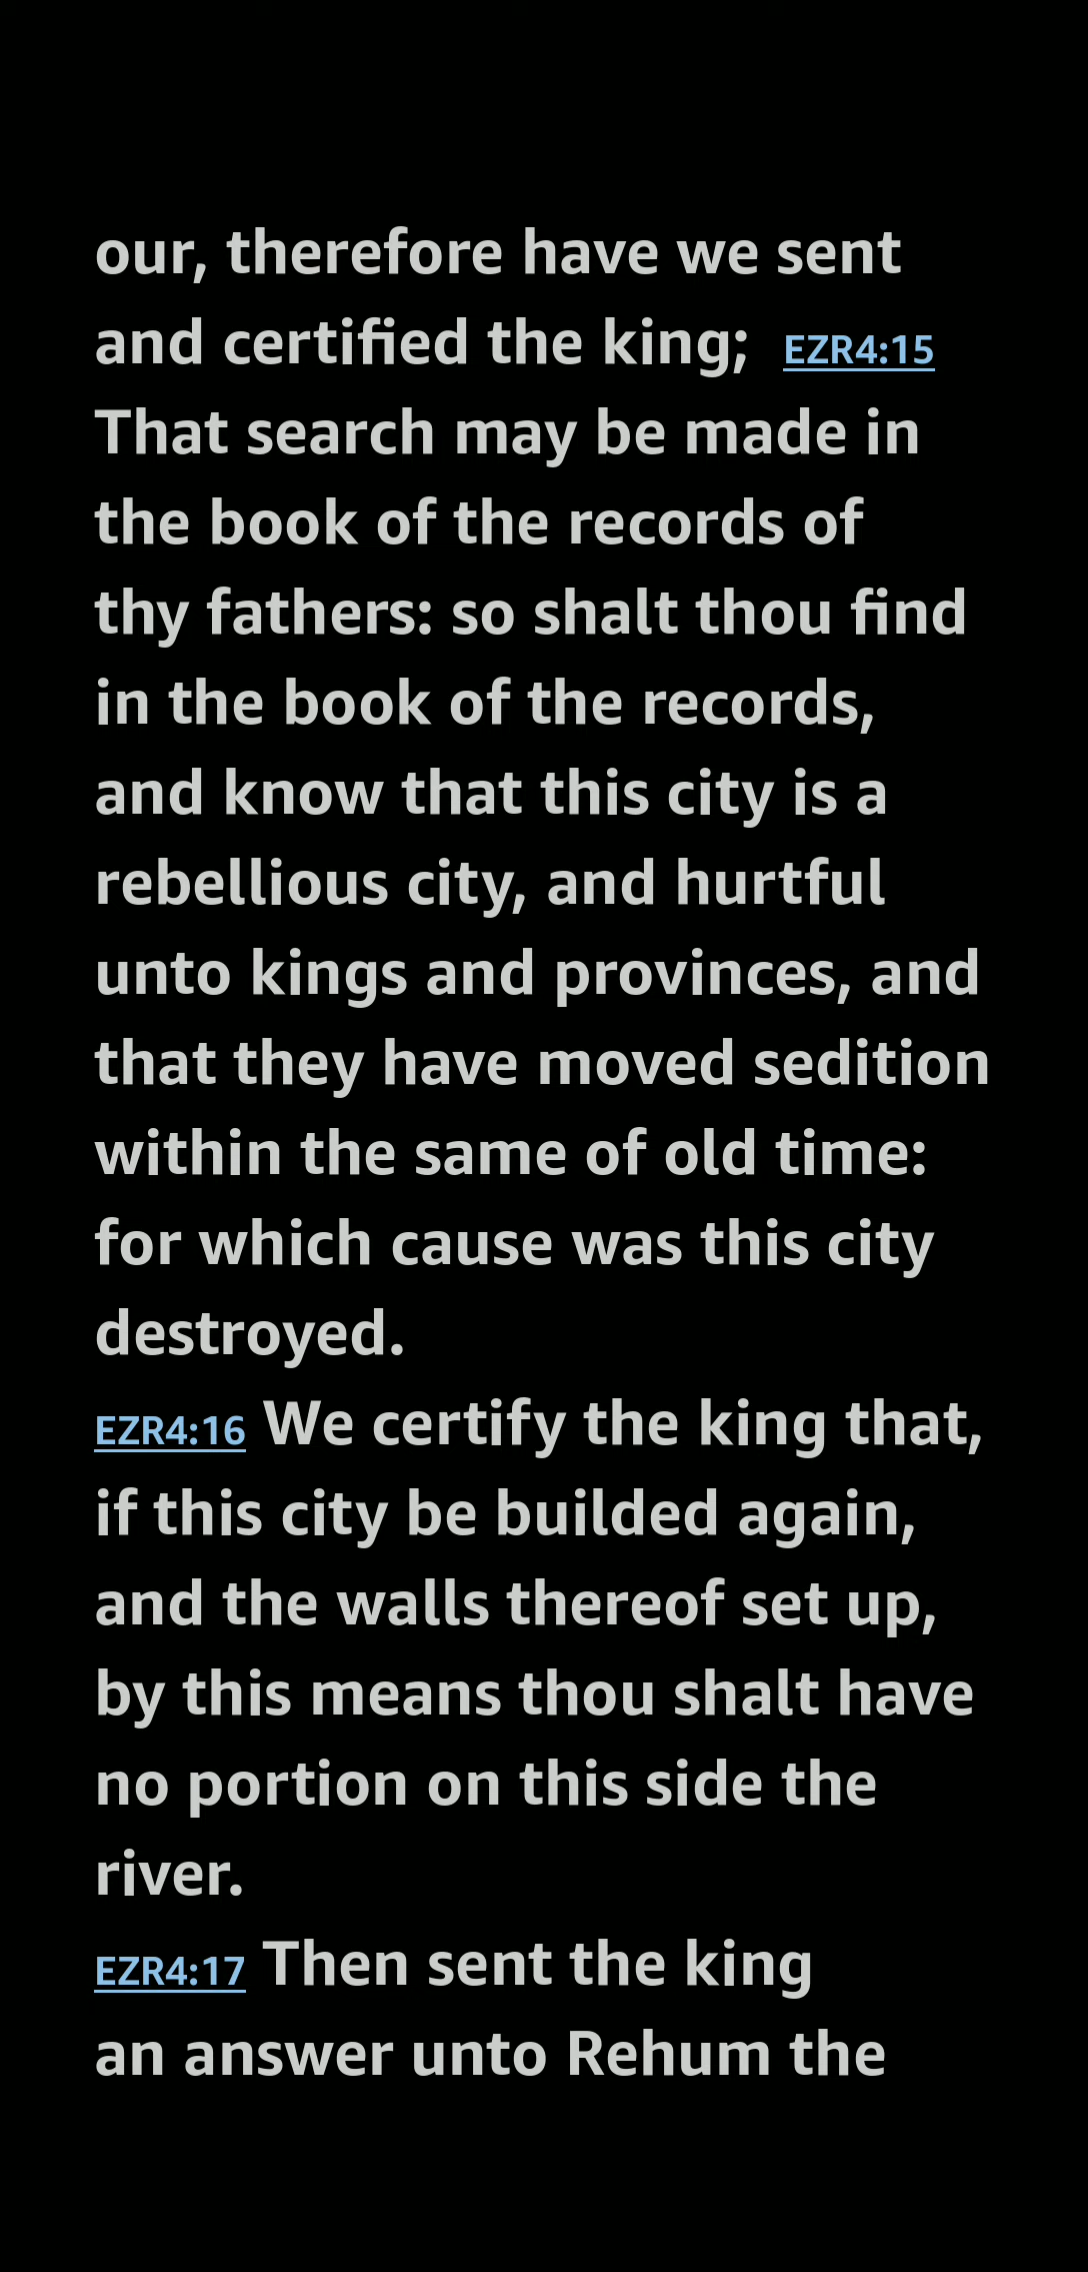 our, therefore have we sent
and certified the king; EZR4:15
That search may be made in
the book of the records of
thy fathers: so shalt thou find
in the book of the records,
and know that this city is a
rebellious city, and hurtful
unto kings and provinces, and
that they have moved sedition
within the same of old time:
for which cause was this city
destroyed.
EZR4:16 We certify the king that,
if this city be builded again,
and the walls thereof set up,
by this means thou shalt have
no portion on this side the
river.
EZR4:17 Then sent the king
an answer unto Rehum the